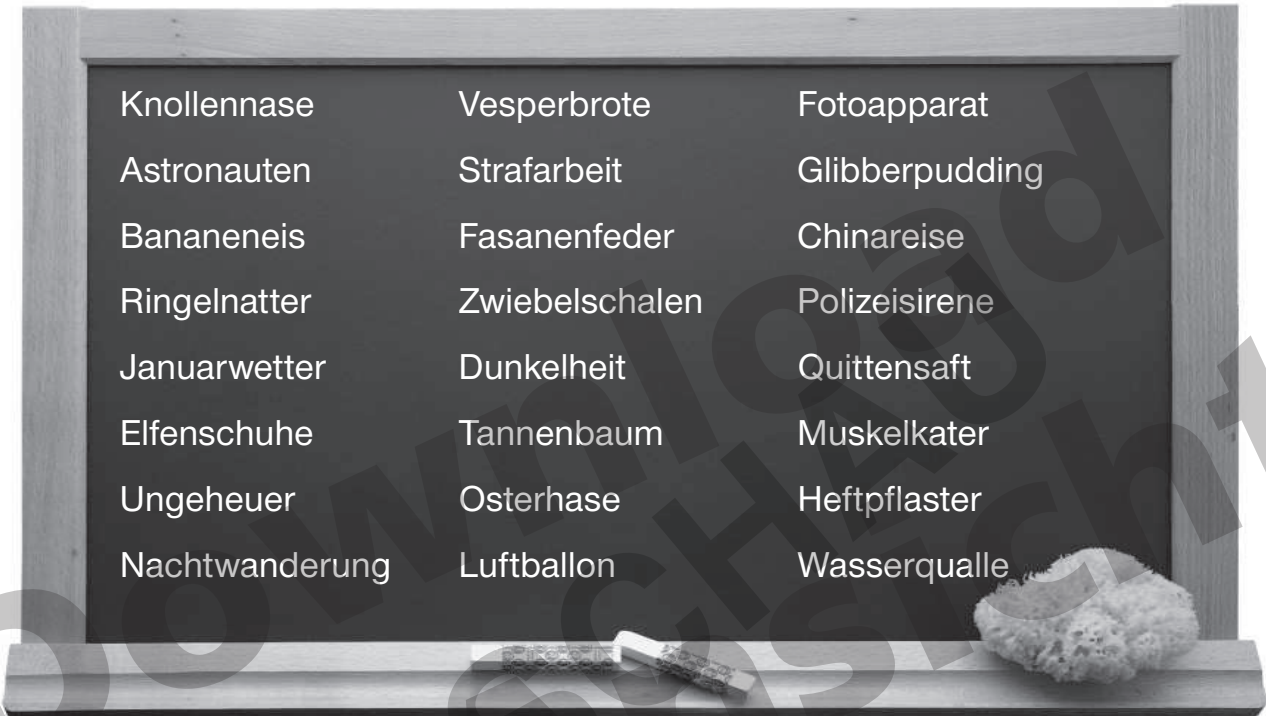 Knollennase Vesperbrote Fotoapparat
Astronauten Strafarbeit Glibberpudding
Bananeneis Fasanenfeder Chinareise
Ringelnatter Zwiebelschalen Polizeisirene
Januarwetter Dunkelheit Quittensaft
Elfenschuhe Tannenbaum Muskelkater
Ungeheuer Osterhase Heftpflaster
Nachtwanderung Luftballon Wasserqualle
Download